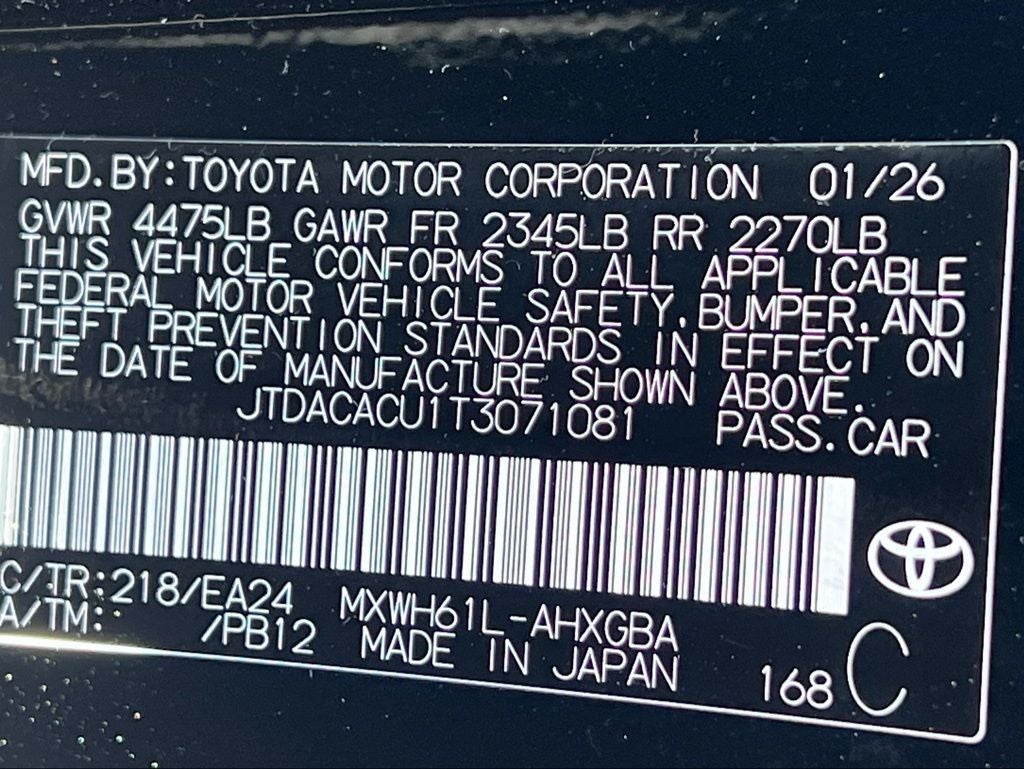 MFD.BY:TOYOTA MOTOR CORPORATION 01/26
GVWR 4475LB GAWR FR 2345LB RR 2270LB
THIS VEHICLE CONFORMS TO ALL APPLICABLE
FEDERAL MOTOR VEHICLE SAFETY,BUMPER,AND
THEFT PREVENTION STANDARDS IN EFFECT ON
THE DATE OF MANUFACTURE SHOWN ABOVE.
JTDACACU1T3071081 PASS.CAR
C/TR:218/EA24 MXWH61L-AHXGBA
A/TM: /PB12 MADE IN JAPAN 168 C